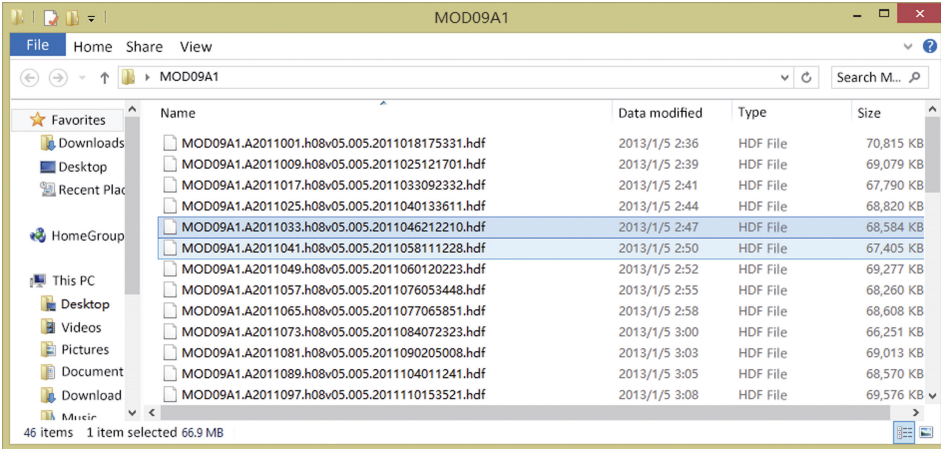 MOD09A1
File Home Share View
MOD09A1 Search M...
Name Data modified Type Size
Favorites
Downloads
Desktop
Recent Plac
HomeGroup
This PC
Desktop
Videos
Pictures
Document
Download
Music
MOD09A1.A2011001.h08v05.005.2011018175331.hdf 2013/1/5 2:36 HDF File 70,815 KB
MOD09A1.A2011009.h08v05.005.2011025121701.hdf 2013/1/5 2:39 HDF File 69,079 KB
MOD09A1.A2011017.h08v05.005.2011033092332.hdf 2013/1/5 2:41 HDF File 67,790 KB
MOD09A1.A2011025.h08v05.005.2011040133611.hdf 2013/1/5 2:44 HDF File 68,820 KB
MOD09A1.A2011033.h08v05.005.2011046212210.hdf 2013/1/5 2:47 HDF File 68,584 KB
MOD09A1.A2011041.h08v05.005.2011058111228.hdf 2013/1/5 2:50 HDF File 67,405 KB
MOD09A1.A2011049.h08v05.005.2011060120223.hdf 2013/1/5 2:52 HDF File 69,277 KB
MOD09A1.A2011057.h08v05.005.2011076053448.hdf 2013/1/5 2:55 HDF File 68,260 KB
MOD09A1.A2011065.h08v05.005.2011077065851.hdf 2013/1/5 2:58 HDF File 68,608 KB
MOD09A1.A2011073.h08v05.005.2011084072323.hdf 2013/1/5 3:00 HDF File 66,251 KB
MOD09A1.A2011081.h08v05.005.2011090205008.hdf 2013/1/5 3:03 HDF File 69,013 KB
MOD09A1.A2011089.h08v05.005.2011104011241.hdf 2013/1/5 3:05 HDF File 68,570 KB
MOD09A1.A2011097.h08v05.005.2011110153521.hdf 2013/1/5 3:08 HDF File 69,576 KB
46 items 1 item selected 66.9 MB